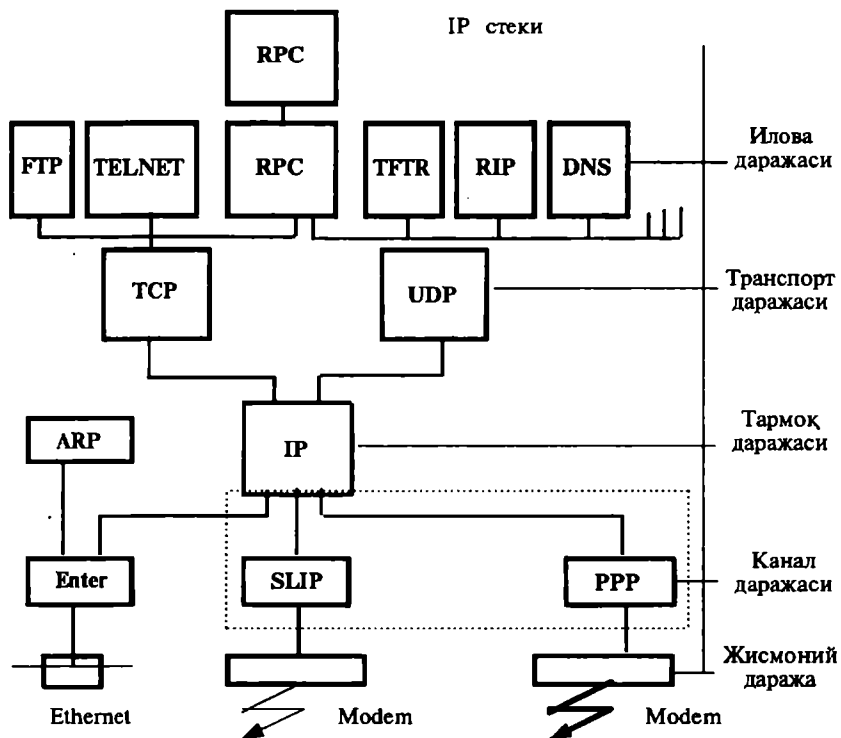 IP стеки
RPC
FTP
TELNET
RPC
TFTR
RIP
DNS
Илова
даражаси
TCP
UDP
Транспорт
даражаси
ARP
IP
Тармоқ
даражаси
Enter
SLIP
PPP
Канал
даражаси
Жисмоний
даража
Ethernet
Modem
Modem